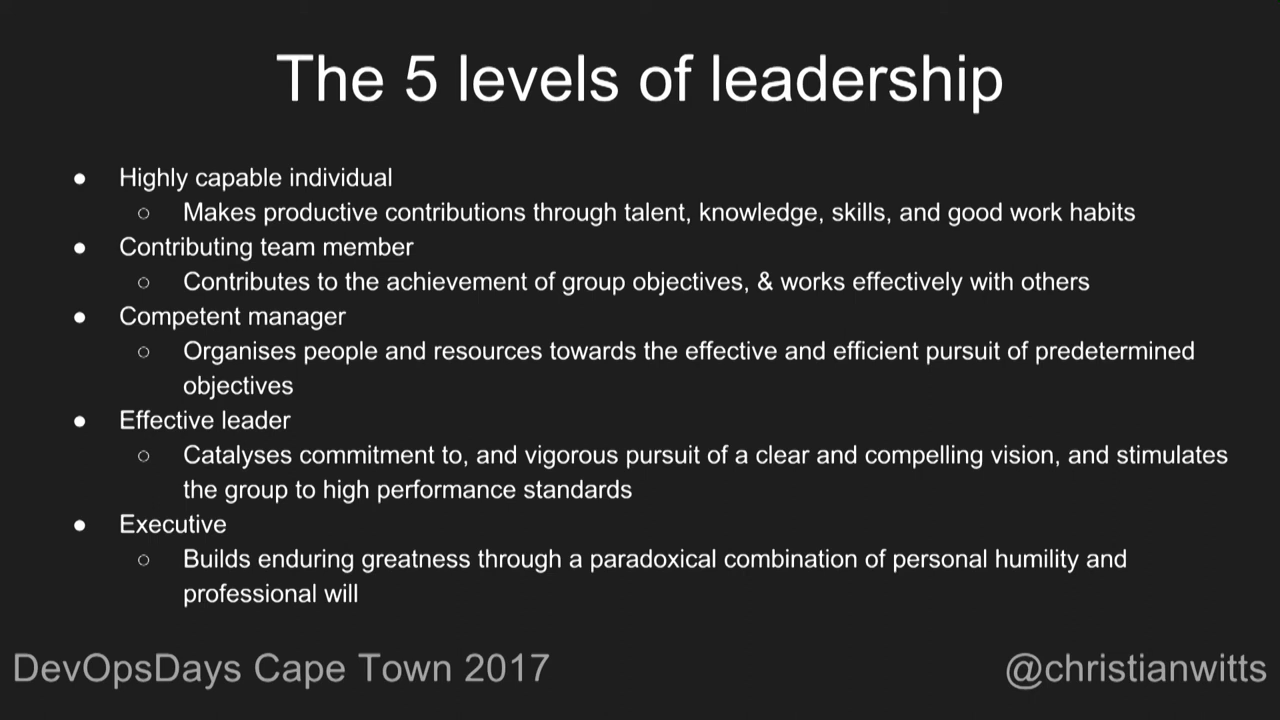 The 5 levels of leadership
● Highly capable individual
○ Makes productive contributions through talent, knowledge, skills, and good work habits
● Contributing team member
○ Contributes to the achievement of group objectives, & works effectively with others
● Competent manager
○ Organises people and resources towards the effective and efficient pursuit of predetermined
objectives
● Effective leader
○ Catalyses commitment to, and vigorous pursuit of a clear and compelling vision, and stimulates
the group to high performance standards
● Executive
○ Builds enduring greatness through a paradoxical combination of personal humility and
professional will
DevOpsDays Cape Town 2017
@christianwitts